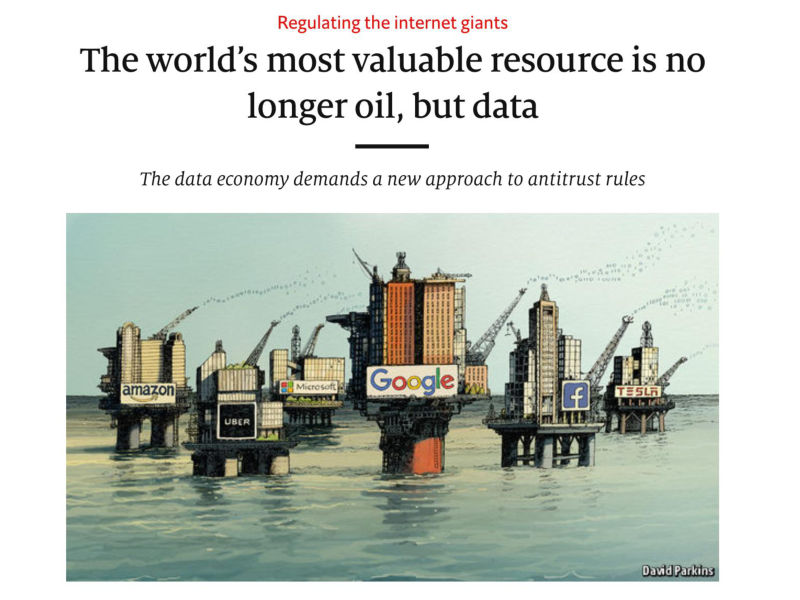 Regulating the internet giants
The world’s most valuable resource is no
longer oil, but data
The data economy demands a new approach to antitrust rules
amazon
UBER
Microsoft
Google
f
TESLA
David Parkins